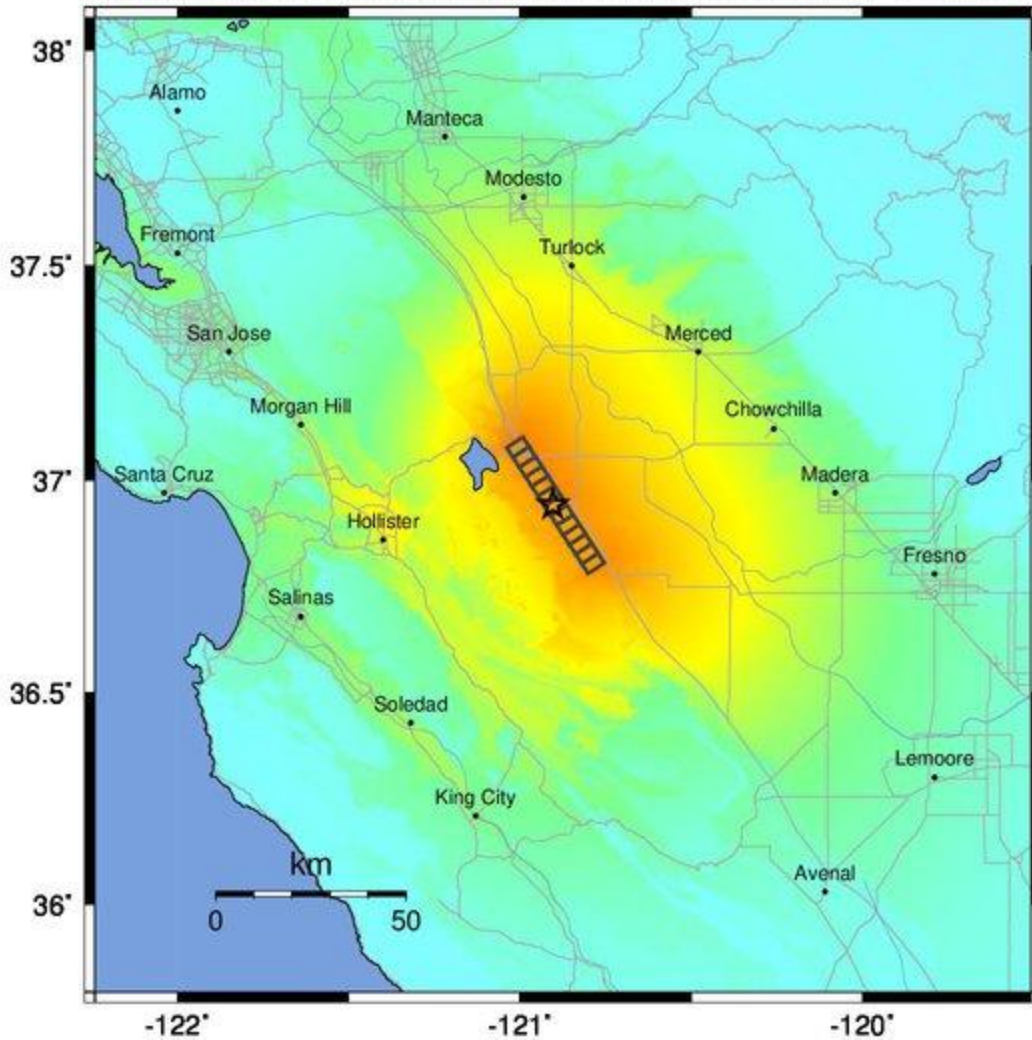 38°
Alamo
Manteca
Modesto
Fremont
Turlock
37.5°
San Jose
Merced
Morgan Hill
Chowchilla
37°
Santa Cruz
Madera
Hollister
Fresno
Salinas
36.5°
Soledad
Lemoore
King City
km
Avenal
36°
0 50
-122° -121° -120°